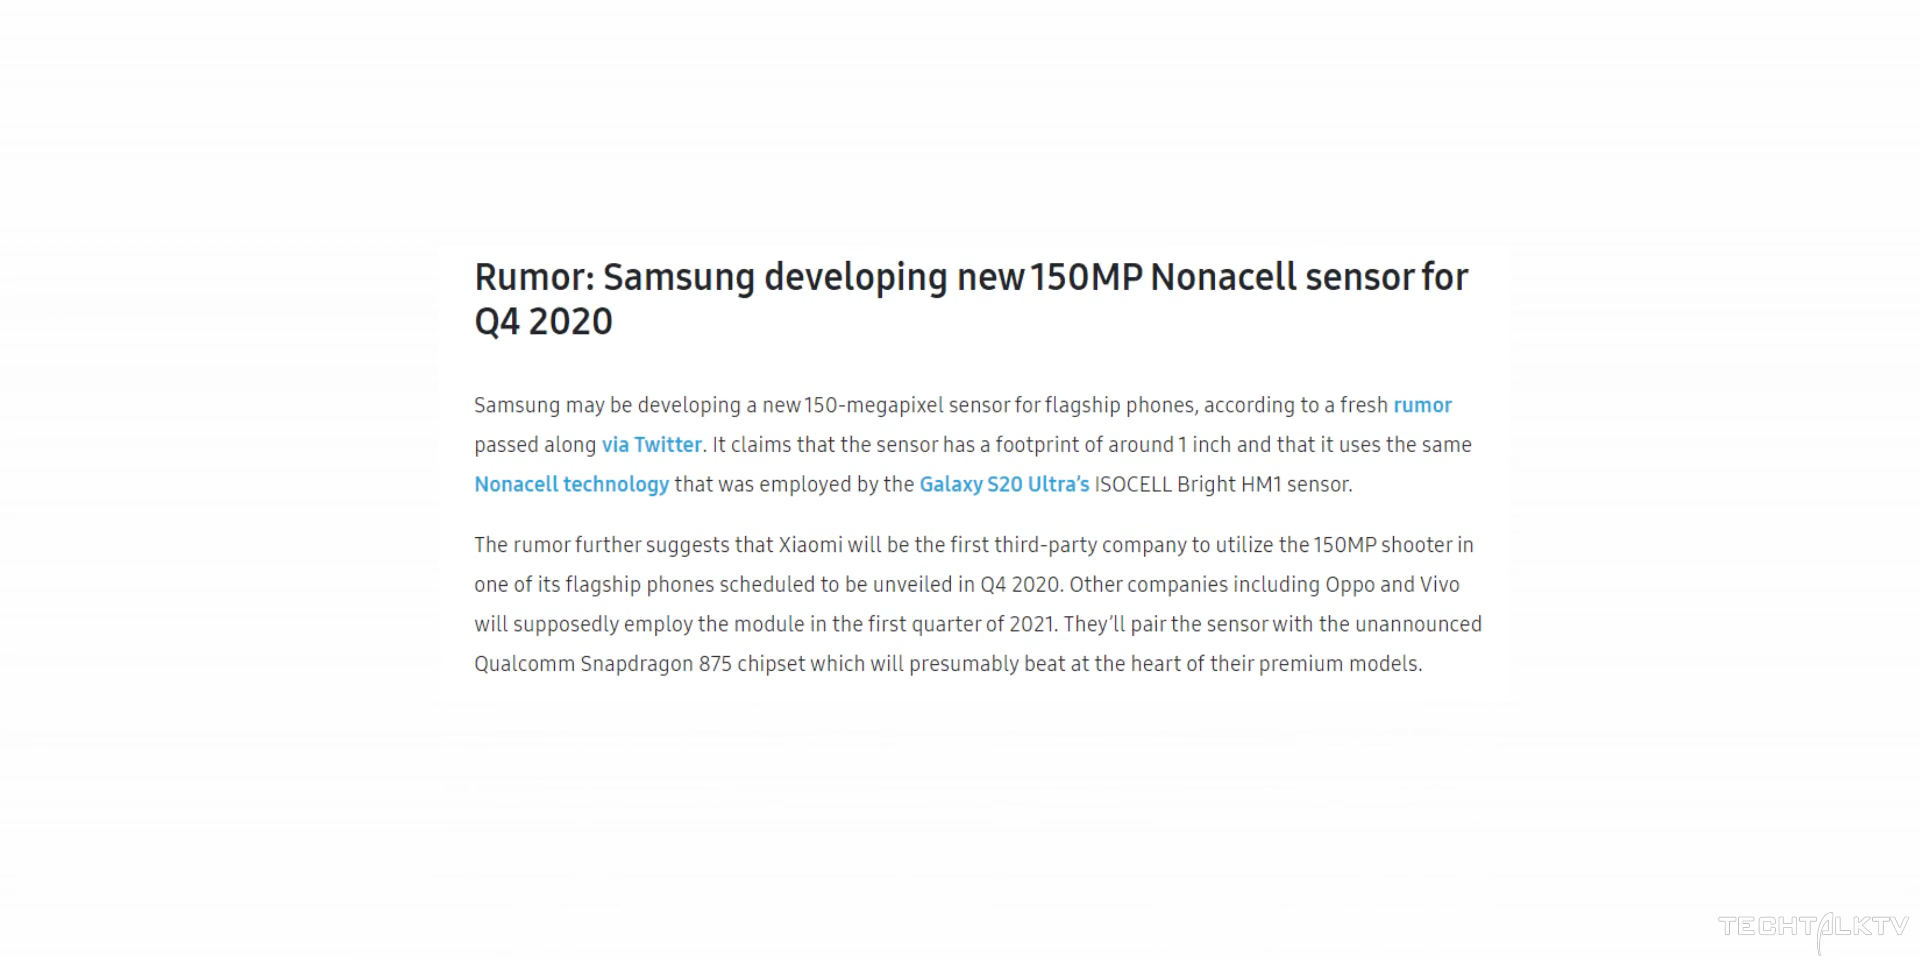 Rumor: Samsung developing new 150MP Nonacell sensor for
Q4 2020
Samsung may be developing a new 150-megapixel sensor for flagship phones, according to a fresh rumor
passed along via Twitter. It claims that the sensor has a footprint of around 1 inch and that it uses the same
Nonacell technology that was employed by the Galaxy S20 Ultra’s ISOCELL Bright HM1 sensor.
The rumor further suggests that Xiaomi will be the first third-party company to utilize the 150MP shooter in
one of its flagship phones scheduled to be unveiled in Q4 2020. Other companies including Oppo and Vivo
will supposedly employ the module in the first quarter of 2021. They’ll pair the sensor with the unannounced
Qualcomm Snapdragon 875 chipset which will presumably beat at the heart of their premium models.
TECHTALKTV